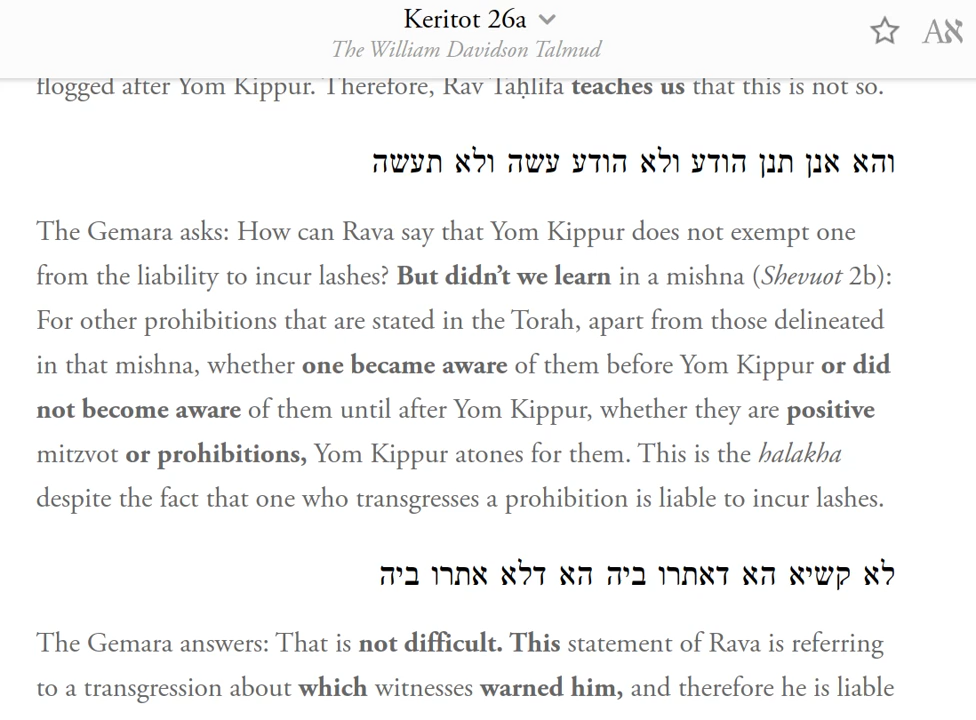 Keritot 26a
The William Davidson Talmud
Aא
flogged after Yom Kippur. Therefore, Rav Taḥlifa teaches us that this is not so.
והא אנן תנן הודע ולא הודע עשה ולא תעשה
The Gemara asks: How can Rava say that Yom Kippur does not exempt one
from the liability to incur lashes? But didn’t we learn in a mishna (Shevuot 2b):
For other prohibitions that are stated in the Torah, apart from those delineated
in that mishna, whether one became aware of them before Yom Kippur or did
not become aware of them until after Yom Kippur, whether they are positive
mitzvot or prohibitions, Yom Kippur atones for them. This is the halakha
despite the fact that one who transgresses a prohibition is liable to incur lashes.
לא קשיא הא דאתרו ביה הא דלא אתרו ביה
The Gemara answers: That is not difficult. This statement of Rava is referring
to a transgression about which witnesses warned him, and therefore he is liable